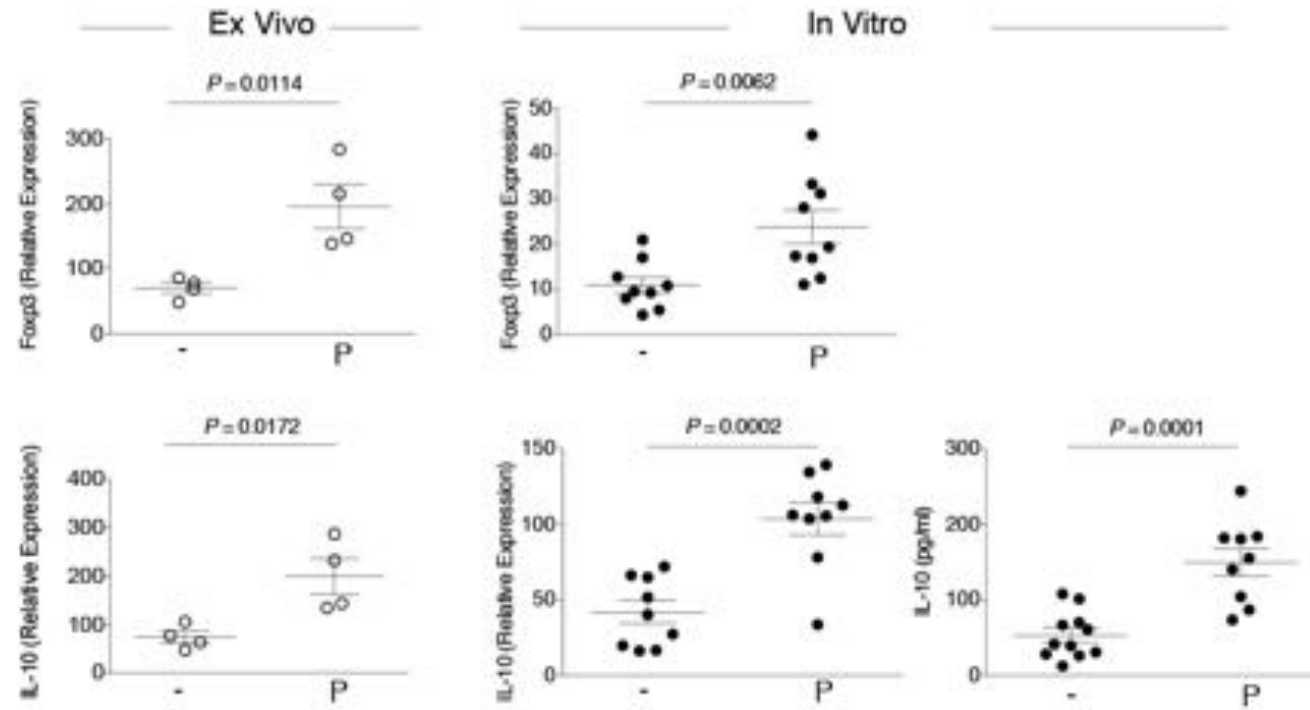 Ex Vivo
In Vitro
P = 0.0114
Foxp3 (Relative Expression)
300
200
100
0
-
P
P = 0.0062
Foxp3 (Relative Expression)
50
40
30
20
10
0
-
P
P = 0.0172
IL-10 (Relative Expression)
400
300
200
100
0
-
P
P = 0.0002
IL-10 (Relative Expression)
150
100
50
0
-
P
P = 0.0001
IL-10 (pg/ml)
300
200
100
0
-
P